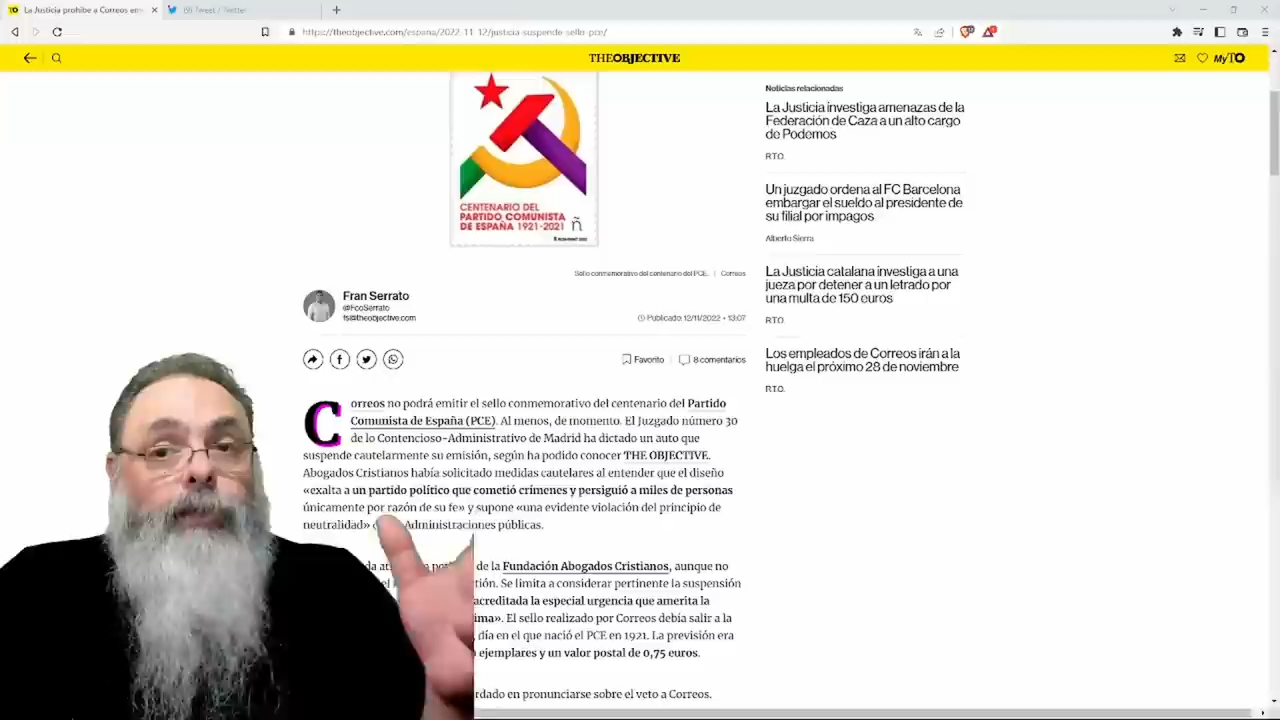 La Justicia prohíbe a Correos em
(6) Tweet / Twitter
https://theobjective.com/espana/2022-11-12/justicia-suspende-sello-pce/
THEOBJECTIVE
MyTO
CENTENARIO DEL
PARTIDO COMUNISTA
DE ESPAÑA 1921-2021
Sello conmemorativo del centenario del PCE. | Correos
Fran Serrato
@FcoSerrato
fs@theobjective.com
Publicado: 12/11/2022 • 13:07
Favorito
8 comentarios
Correos no podrá emitir el sello conmemorativo del centenario del Partido
Comunista de España (PCE). Al menos, de momento. El Juzgado número 30
de lo Contencioso-Administrativo de Madrid ha dictado un auto que
suspende cautelarmente su emisión, según ha podido conocer THE OBJECTIVE.
Abogados Cristianos había solicitado medidas cautelares al entender que el diseño
«exalta a un partido político que cometió crímenes y persiguió a miles de personas
únicamente por razón de su fe» y supone «una evidente violación del principio de
neutralidad» Administraciones públicas.
de la Fundación Abogados Cristianos, aunque no
Se limita a considerar pertinente la suspensión
acreditada la especial urgencia que amerita la
El sello realizado por Correos debía salir a la
día en el que nació el PCE en 1921. La previsión era
ejemplares y un valor postal de 0,75 euros.
en pronunciarse sobre el veto a Correos.
Noticias relacionadas
La Justicia investiga amenazas de la
Federación de Caza a un alto cargo
de Podemos
R.T.O.
Un juzgado ordena al FC Barcelona
embargar el sueldo al presidente de
su filial por impagos
Alberto Sierra
La Justicia catalana investiga a una
jueza por detener a un letrado por
una multa de 150 euros
R.T.O.
Los empleados de Correos irán a la
huelga el próximo 28 de noviembre
R.T.O.